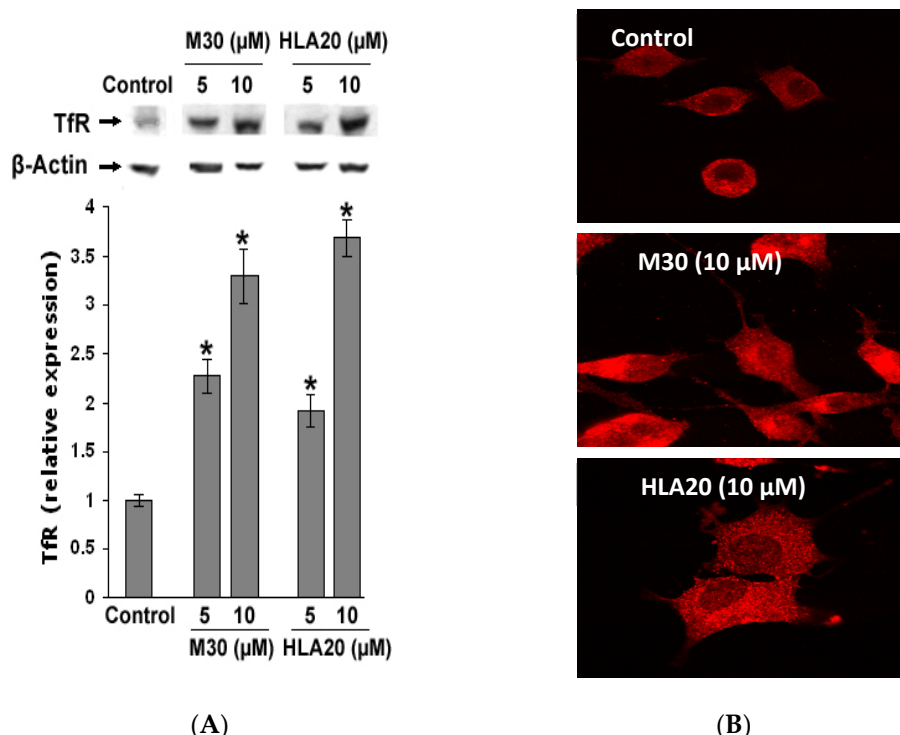 M30 (µM) HLA20 (µM)
Control 5 10 5 10
TfR
β-Actin
TfR (relative expression)
4
*
*
3.5
3
2.5
*
*
2
1.5
1
0.5
0
Control 5 10 5 10
M30 (µM) HLA20 (µM)
(A)
Control
M30 (10 µM)
HLA20 (10 µM)
(B)